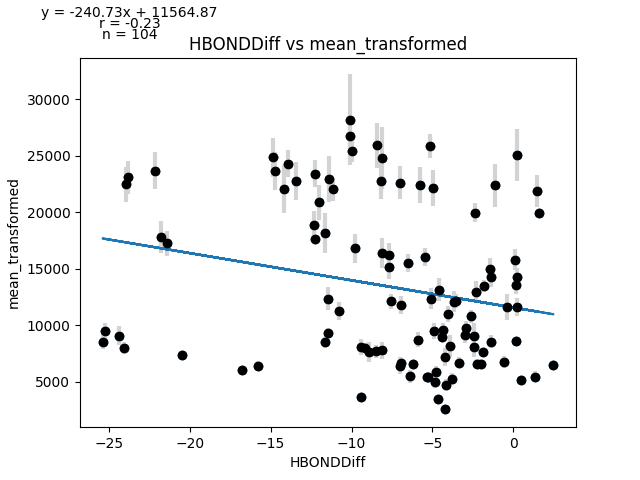 y = -240.73x + 11564.87
r = -0.23
n = 104
HBONDDiff vs mean_transformed
30000
25000
20000
15000
10000
5000
mean_transformed
−25 −20 −15 −10 −5 0
HBONDDiff